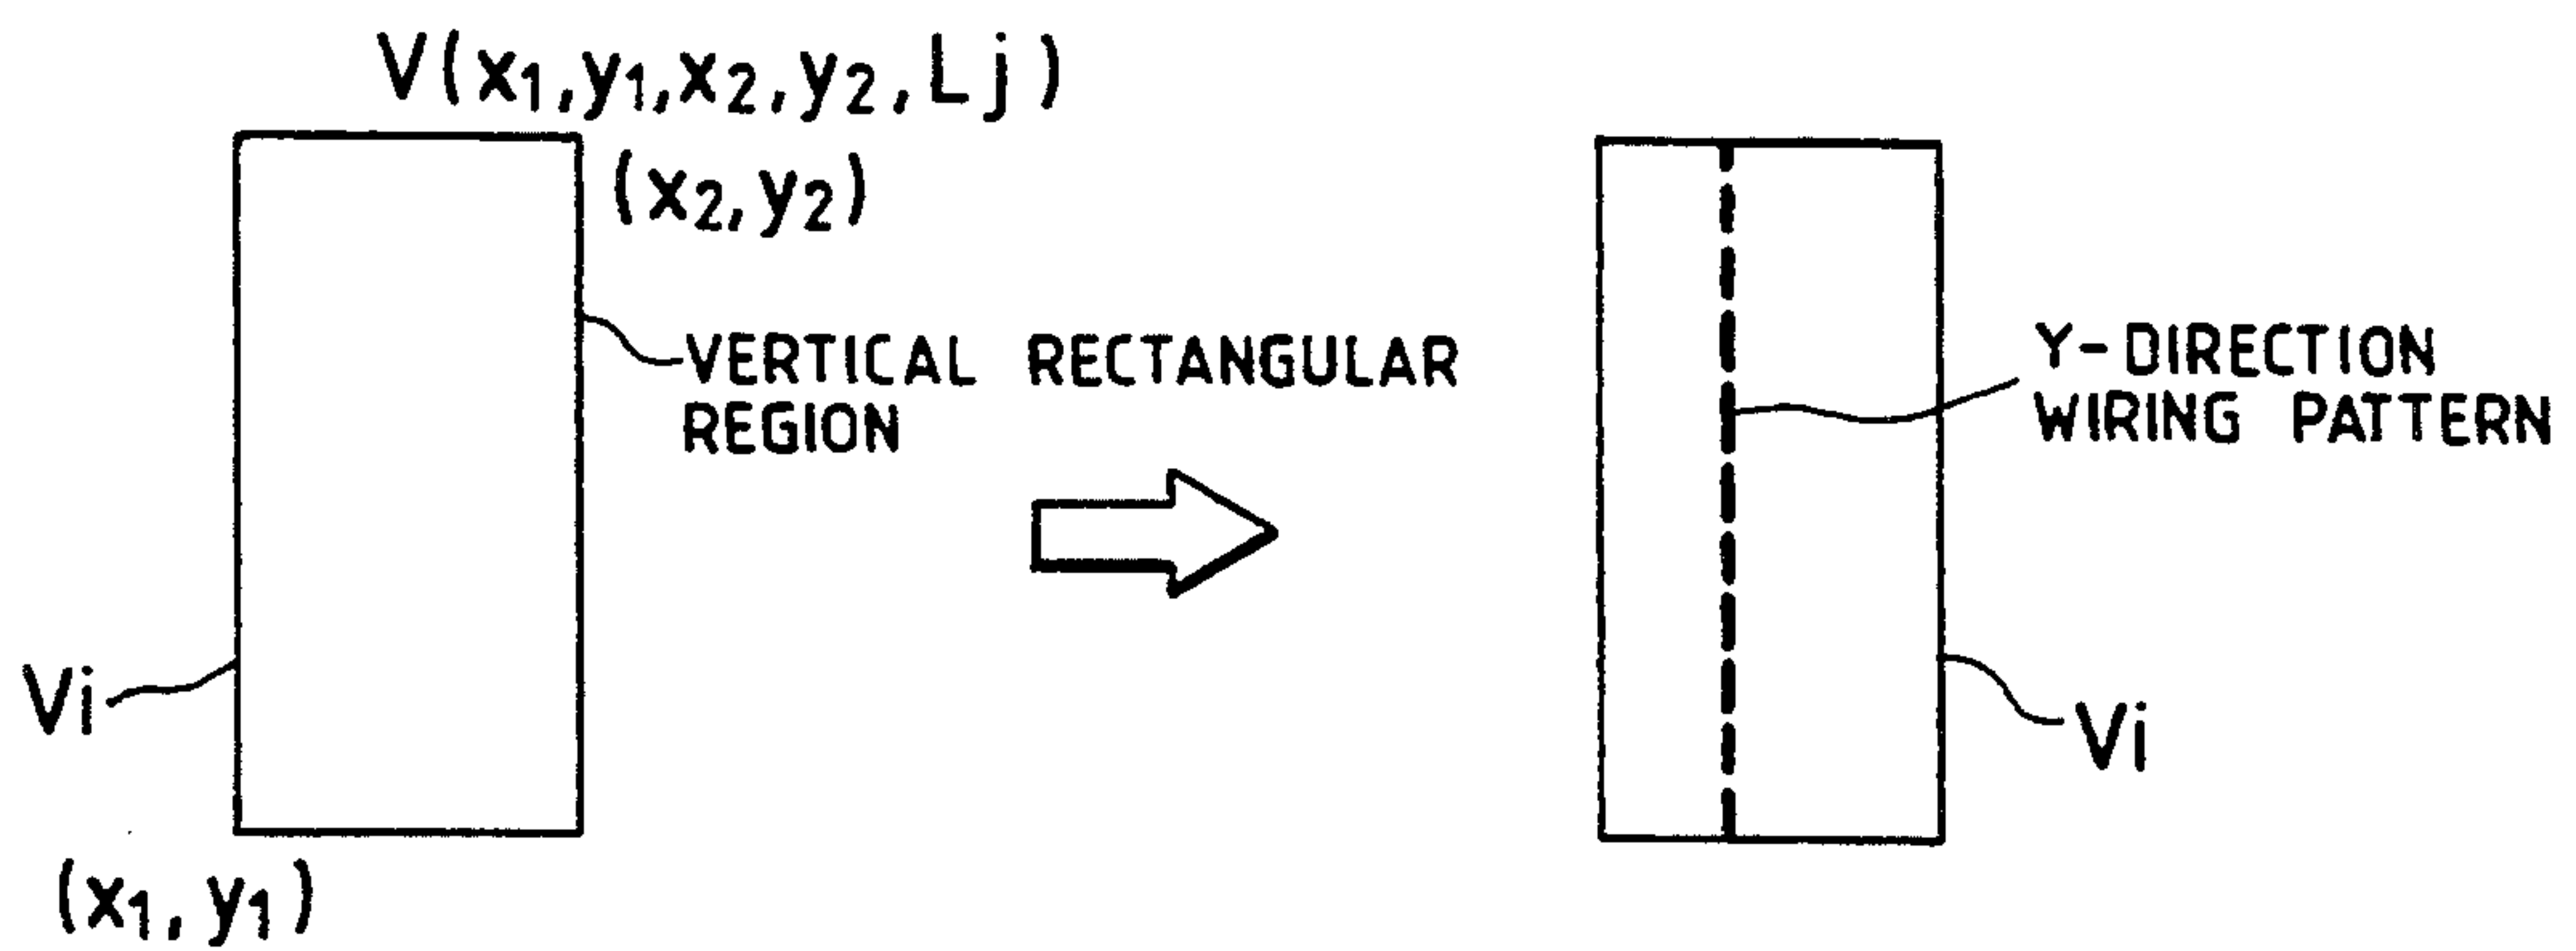 V(x1,y1,x2,y2,Lj)
(x2,y2)
VERTICAL RECTANGULAR
REGION
Vi
(x1,y1)
Y-DIRECTION
WIRING PATTERN
Vi